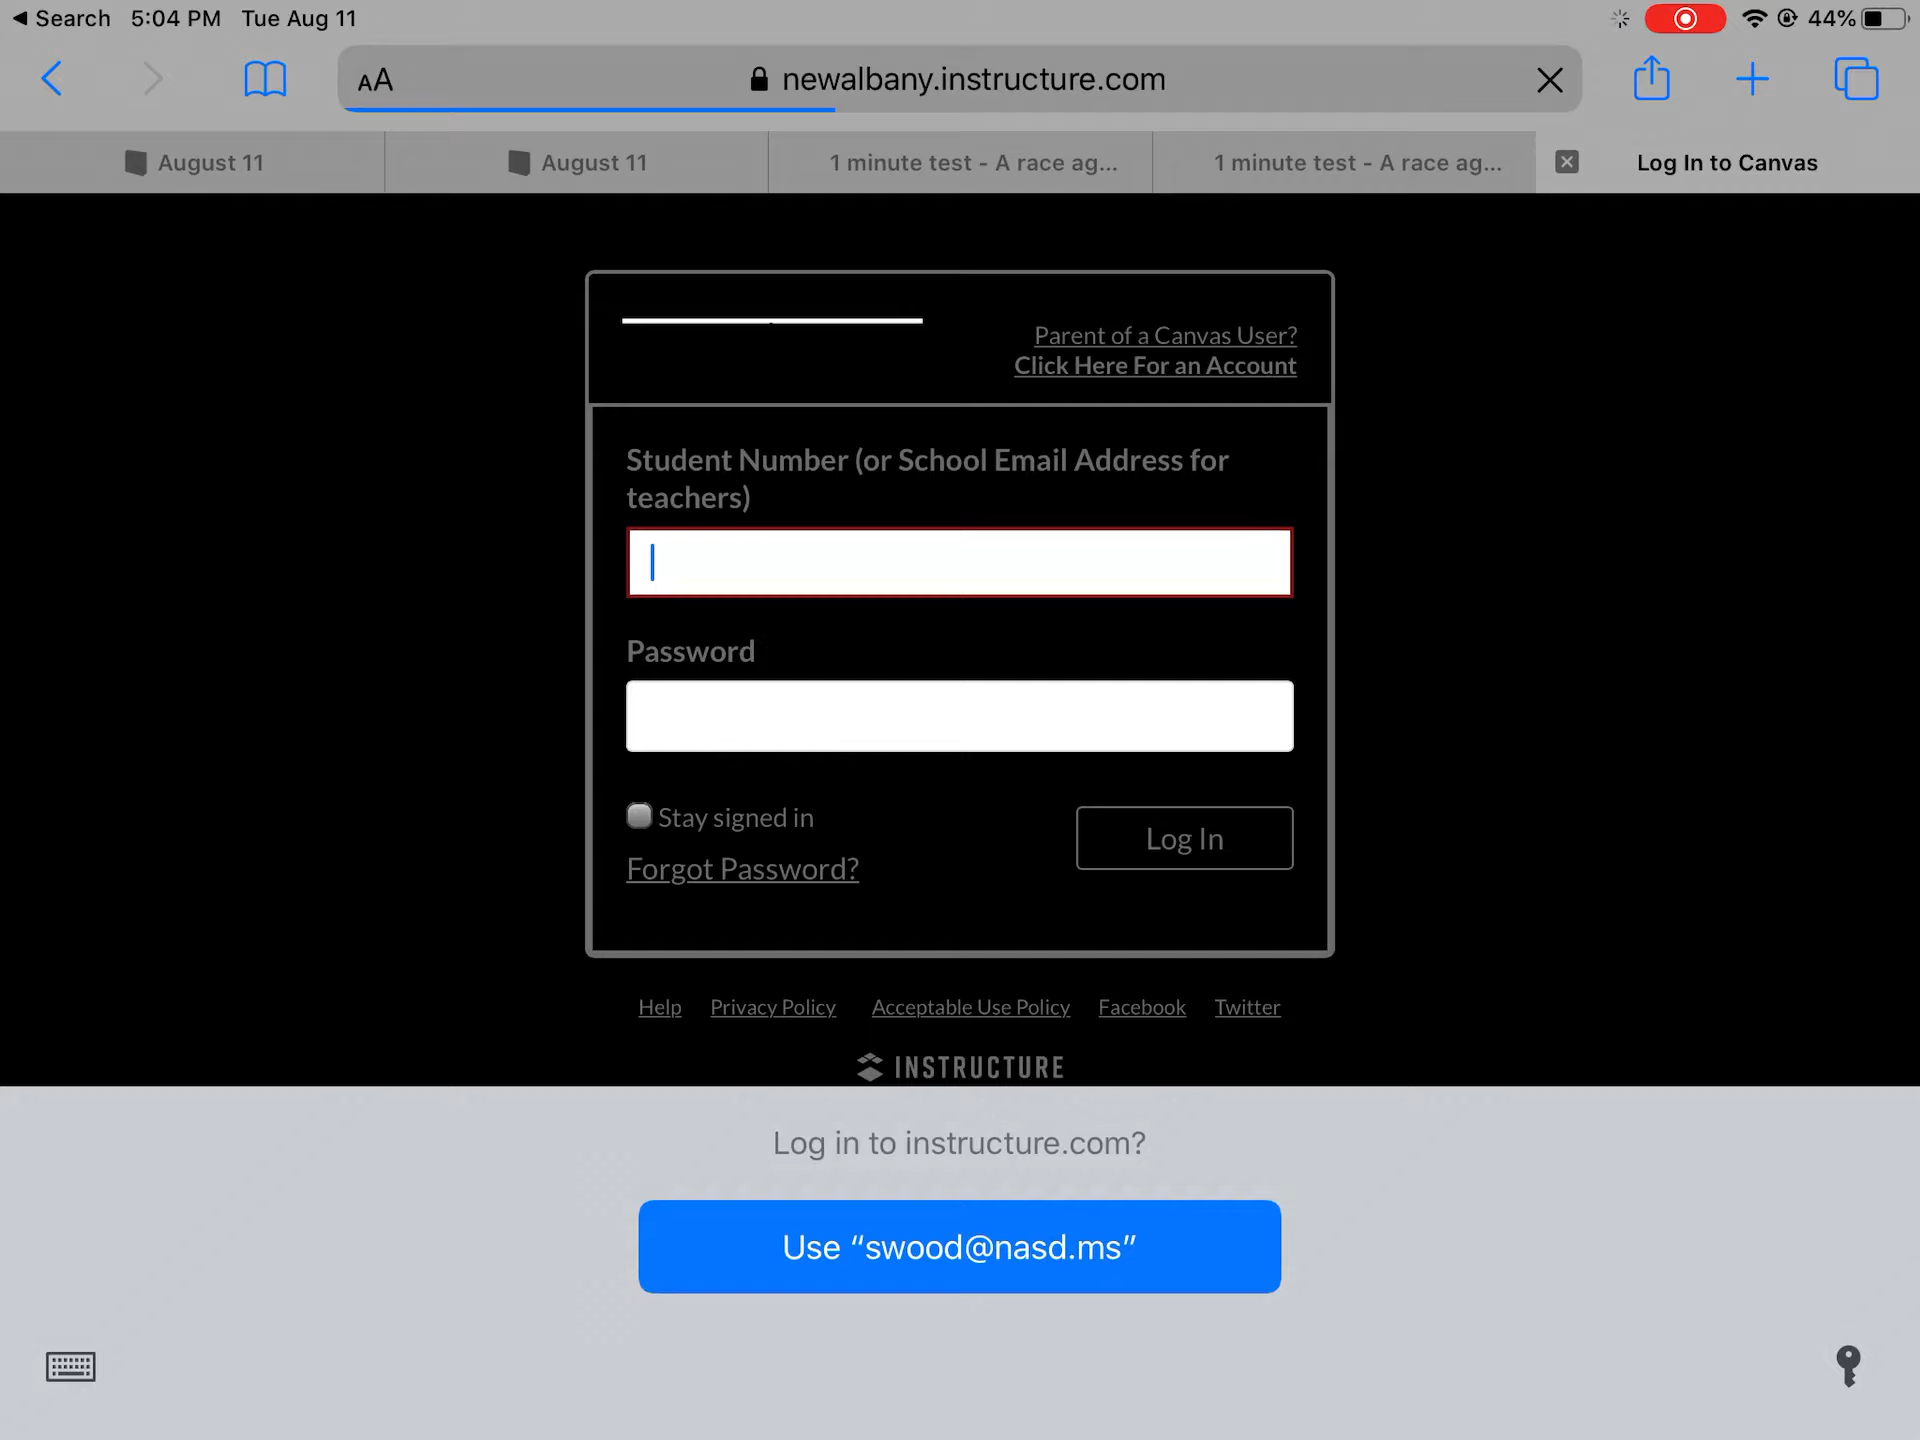 Search 5:04 PM Tue Aug 11 44%
AA newalbany.instructure.com
August 11 August 11 1 minute test - A race ag... 1 minute test - A race ag... Log In to Canvas
Parent of a Canvas User?
Click Here For an Account
Student Number (or School Email Address for
teachers)
Password
Stay signed in
Log In
Forgot Password?
Help Privacy Policy Acceptable Use Policy Facebook Twitter
INSTRUCTURE
Log in to instructure.com?
Use “swood@nasd.ms”